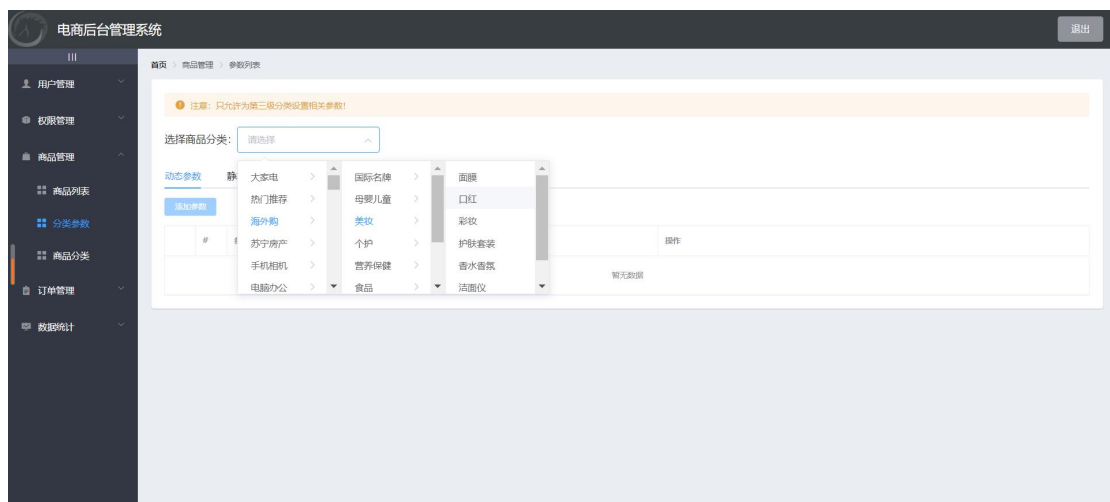 电商后台管理系统
退出
|||
首页 > 商品管理 > 参数列表
用户管理
注意：只允许为第三级分类设置相关参数!
权限管理
选择商品分类：
请选择
商品管理
动态参数
大家电
国际名牌
面膜
商品列表
热门推荐
母婴儿童
口红
添加参数
海外购
美妆
彩妆
分类参数
#
苏宁房产
个护
护肤套装
操作
商品分类
手机相机
营养保健
香水香氛
暂无数据
电脑办公
食品
洁面仪
订单管理
数据统计